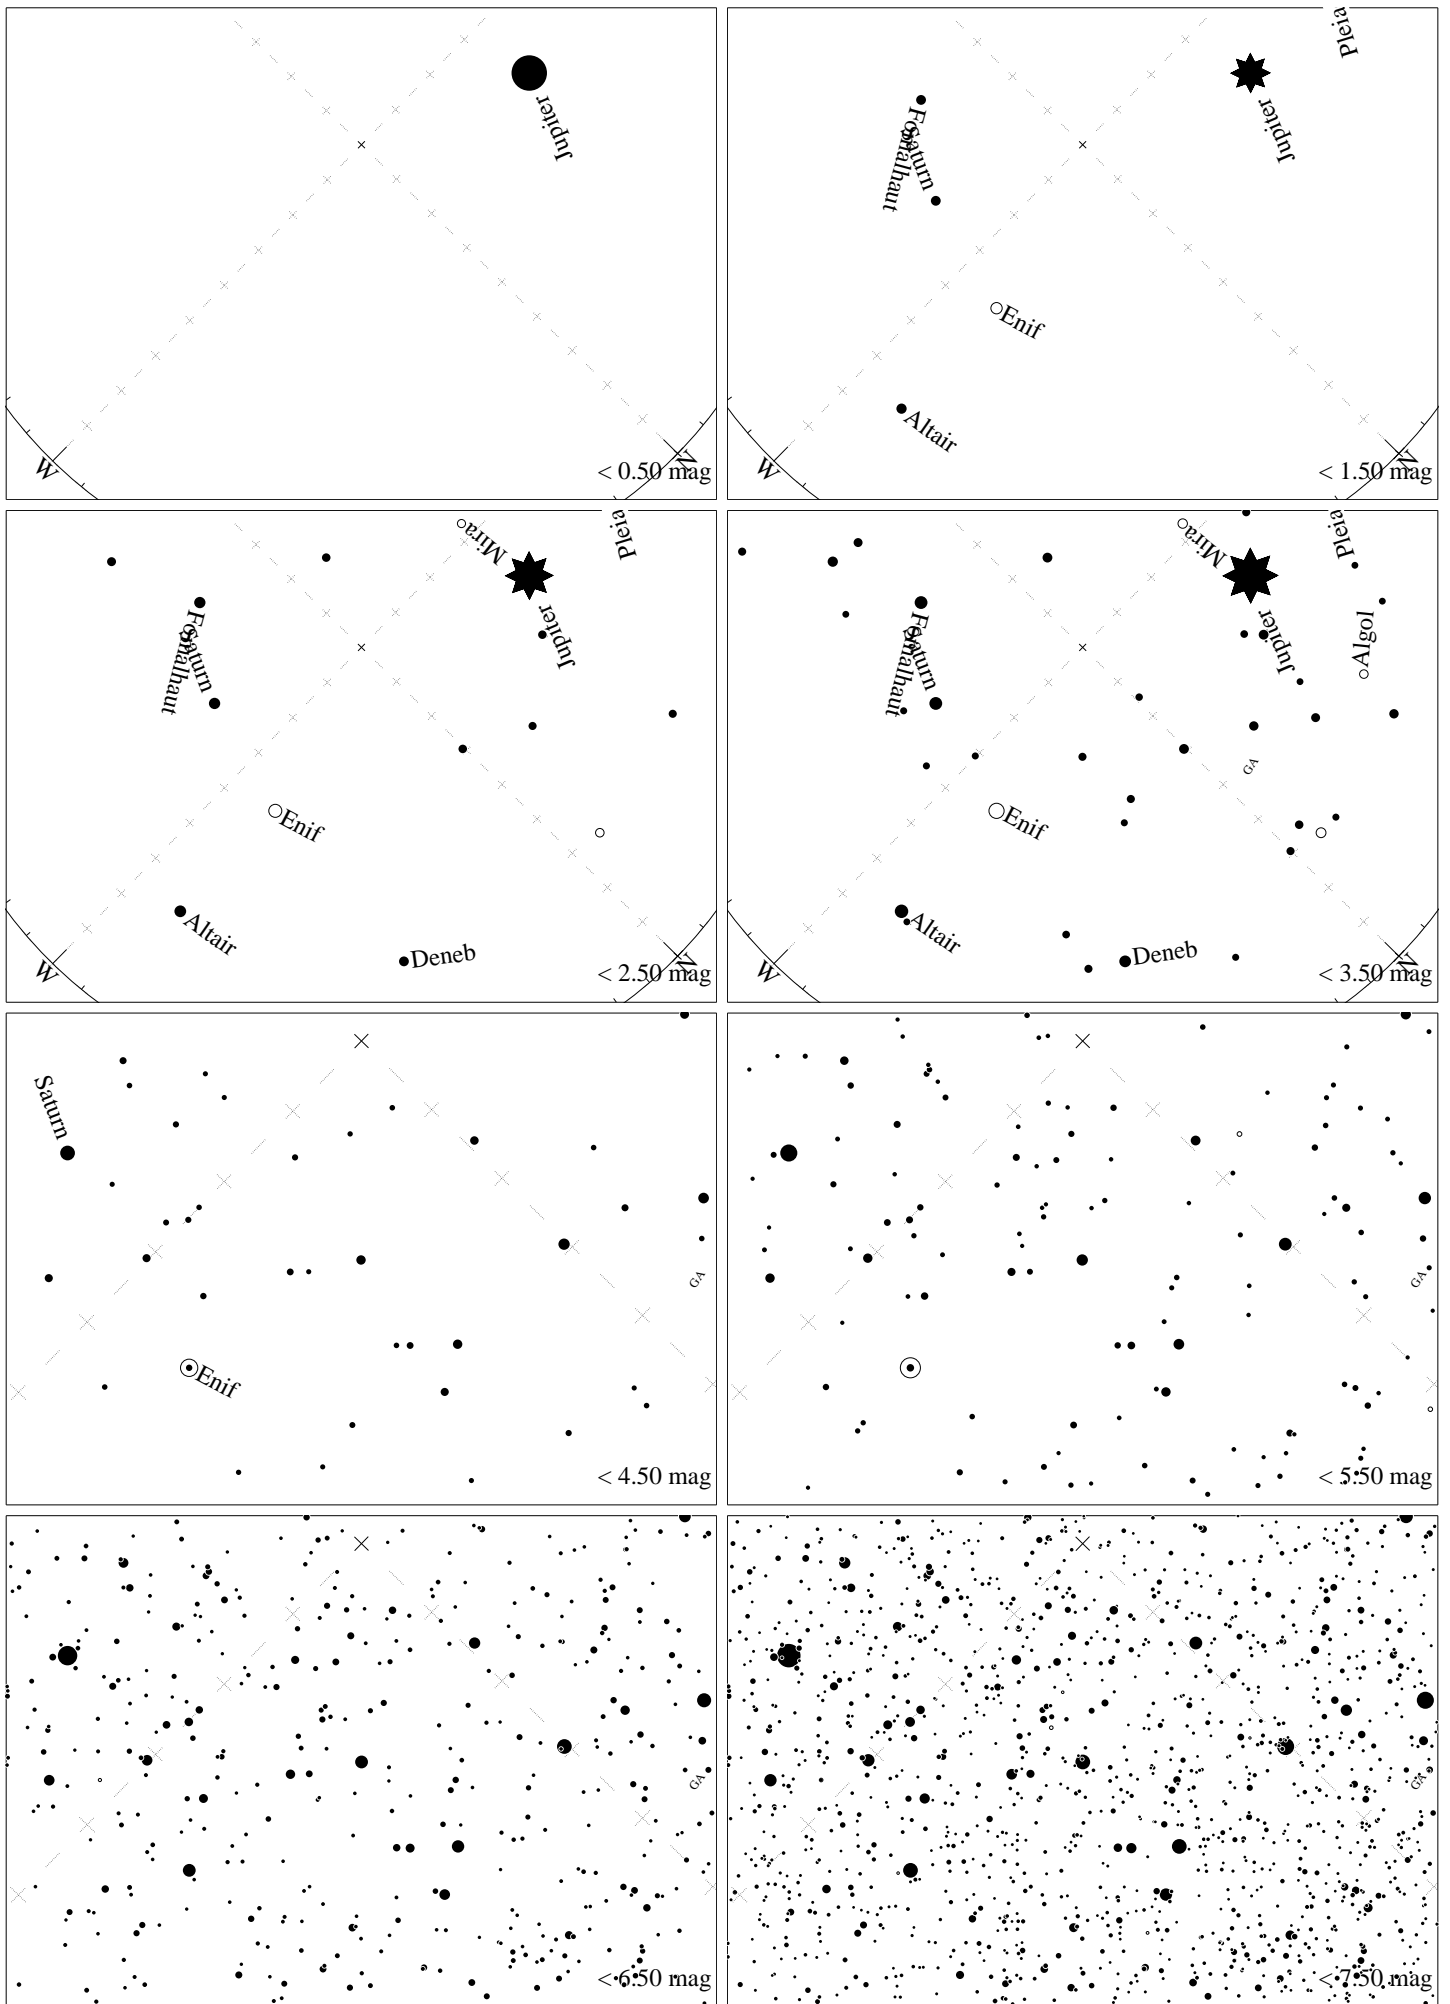 Jupiter
W
N
< 0.50 mag
Pleia
Jupiter
Fomalhaut
Saturn
Enif
Altair
W
N
< 1.50 mag
Mira
Pleia
Jupiter
Fomalhaut
Saturn
Enif
Altair
Deneb
W
N
< 2.50 mag
Mira
Pleia
Jupiter
Algol
Fomalhaut
Saturn
GA
Enif
Altair
Deneb
W
N
< 3.50 mag
Saturn
GA
Enif
< 4.50 mag
GA
< 5.50 mag
GA
< 6.50 mag
GA
< 7.50 mag